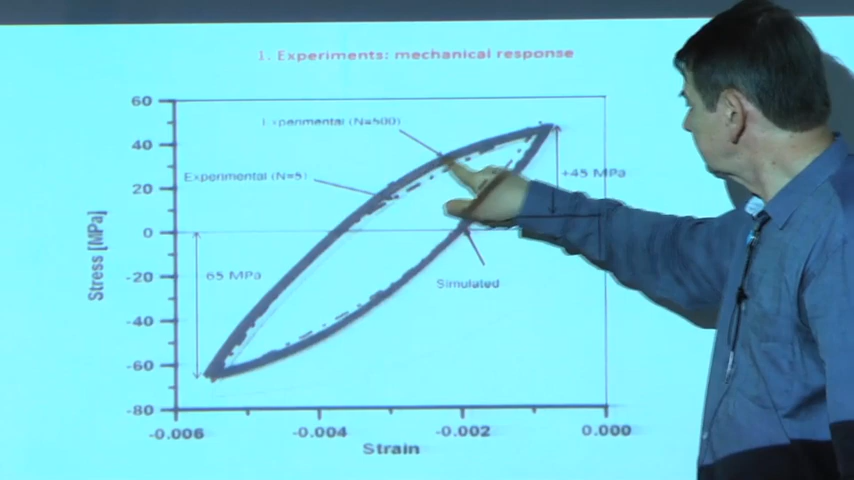 1. Experiments: mechanical response
60
Experimental (N=500)
40
Experimental (N=5)
+45 MPa
20
0
Stress [MPa]
65 MPa
-20
Simulated
-40
-60
-80
-0.006
-0.004
-0.002
0.000
Strain